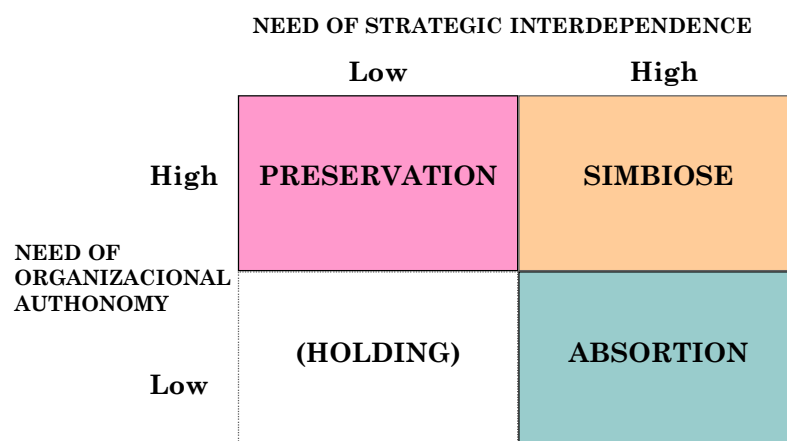 NEED OF STRATEGIC INTERDEPENDENCE
Low High
High PRESERVATION SIMBIOSE
NEED OF
ORGANIZACIONAL
AUTHONOMY
(HOLDING) ABSORTION
Low